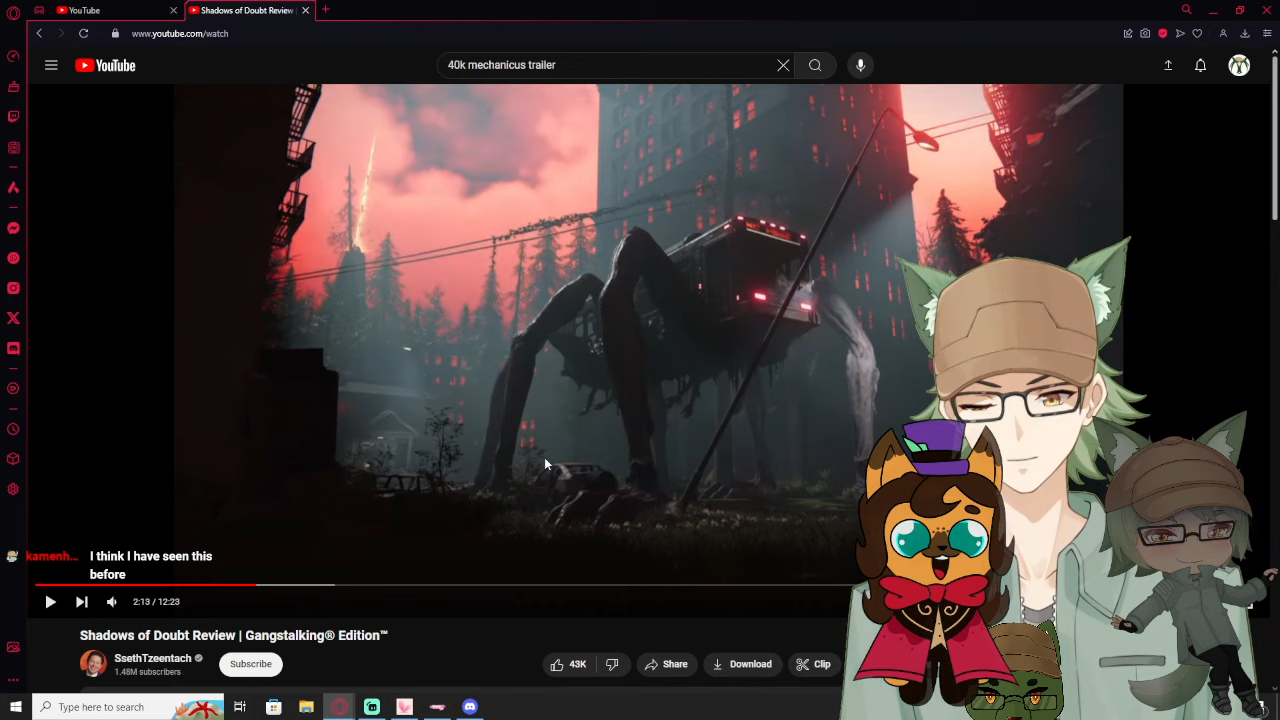 YouTube
Shadows of Doubt Review
www.youtube.com/watch
YouTube
40k mechanicus trailer
kamenh...
I think I have seen this
before
2:13 / 12:23
Shadows of Doubt Review | Gangstalking® Edition™
SsethTzeentach
1.48M subscribers
Subscribe
43K
Share
Download
Clip
Type here to search